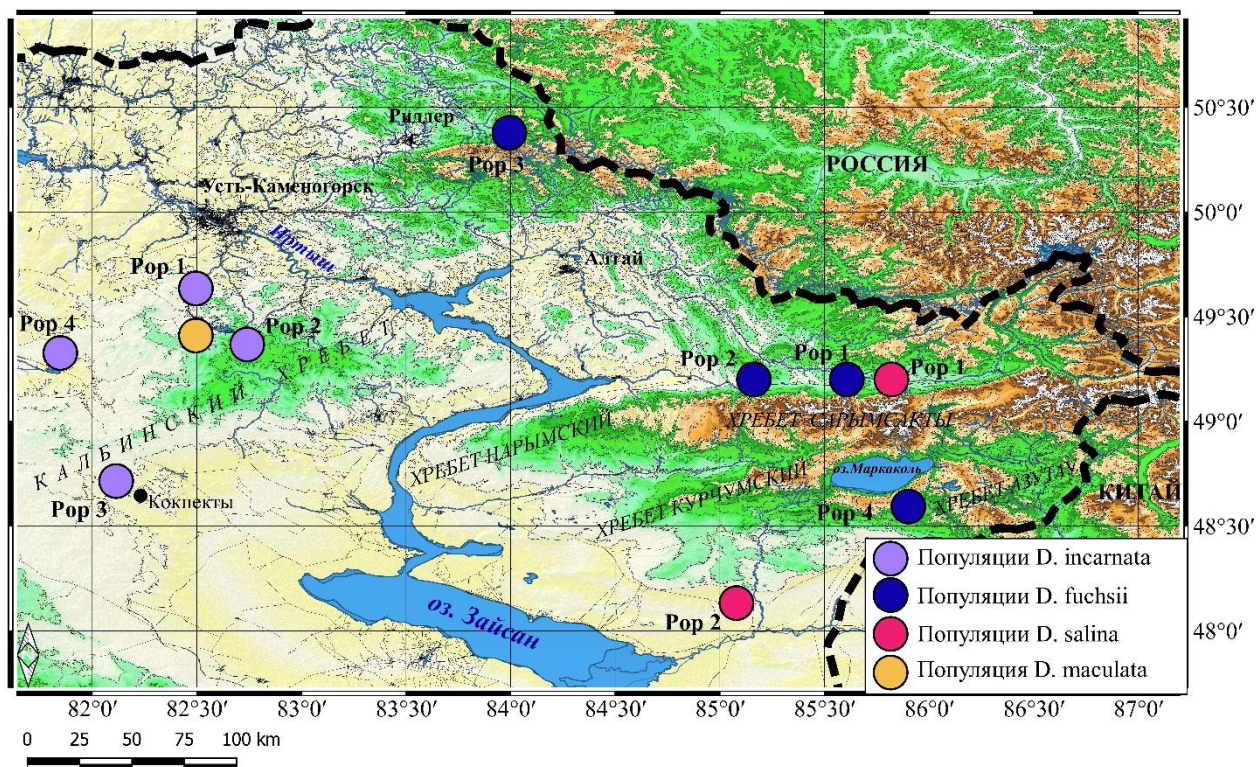 Риддер
Pop 3
РОССИЯ
50°30′
Усть-Каменогорск
50°0′
Иртыш
Алтай
Pop 1
Pop 4
Pop 2
49°30′
Pop 2
Pop 1
Pop 1
КАЛБИНСКИЙ ХРЕБЕТ
ХРЕБЕТ НАРЫМСКИЙ
ХРЕБЕТ САРЫМСАКТЫ
49°0′
ХРЕБЕТ КУРЧУМСКИЙ
оз.Маркаколь
ХРЕБЕТ АЗУТАУ
КИТАЙ
Pop 3
Кокпекты
Pop 4
48°30′
Популяции D. incarnata
Популяции D. fuchsii
Популяции D. salina
Популяция D. maculata
оз. Зайсан
Pop 2
48°0′
82°0′ 82°30′ 83°0′ 83°30′ 84°0′ 84°30′ 85°0′ 85°30′ 86°0′ 86°30′ 87°0′
0 25 50 75 100 km